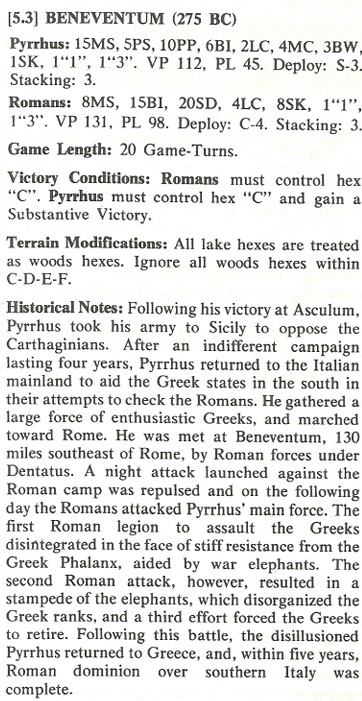 [5.3] BENEVENTUM (275 BC)
Pyrrhus: 15MS, 5PS, 10PP, 6BI, 2LC, 4MC, 3BW,
1SK, 1“1”, 1“3”. VP 112, PL 45. Deploy: S-3.
Stacking: 3.
Romans: 8MS, 15BI, 20SD, 4LC, 8SK, 1“1”,
1“3”. VP 131, PL 98. Deploy: C-4. Stacking: 3.
Game Length: 20 Game-Turns.
Victory Conditions: Romans must control hex
“C”. Pyrrhus must control hex “C” and gain a
Substantive Victory.
Terrain Modifications: All lake hexes are treated
as woods hexes. Ignore all woods hexes within
C-D-E-F.
Historical Notes: Following his victory at Asculum,
Pyrrhus took his army to Sicily to oppose the
Carthaginians. After an indifferent campaign
lasting four years, Pyrrhus returned to the Italian
mainland to aid the Greek states in the south in
their attempts to check the Romans. He gathered a
large force of enthusiastic Greeks, and marched
toward Rome. He was met at Beneventum, 130
miles southeast of Rome, by Roman forces under
Dentatus. A night attack launched against the
Roman camp was repulsed and on the following
day the Romans attacked Pyrrhus’ main force. The
first Roman legion to assault the Greeks
disintegrated in the face of stiff resistance from the
Greek Phalanx, aided by war elephants. The
second Roman attack, however, resulted in a
stampede of the elephants, which disorganized the
Greek ranks, and a third effort forced the Greeks
to retire. Following this battle, the disillusioned
Pyrrhus returned to Greece, and, within five years,
Roman dominion over southern Italy was
complete.